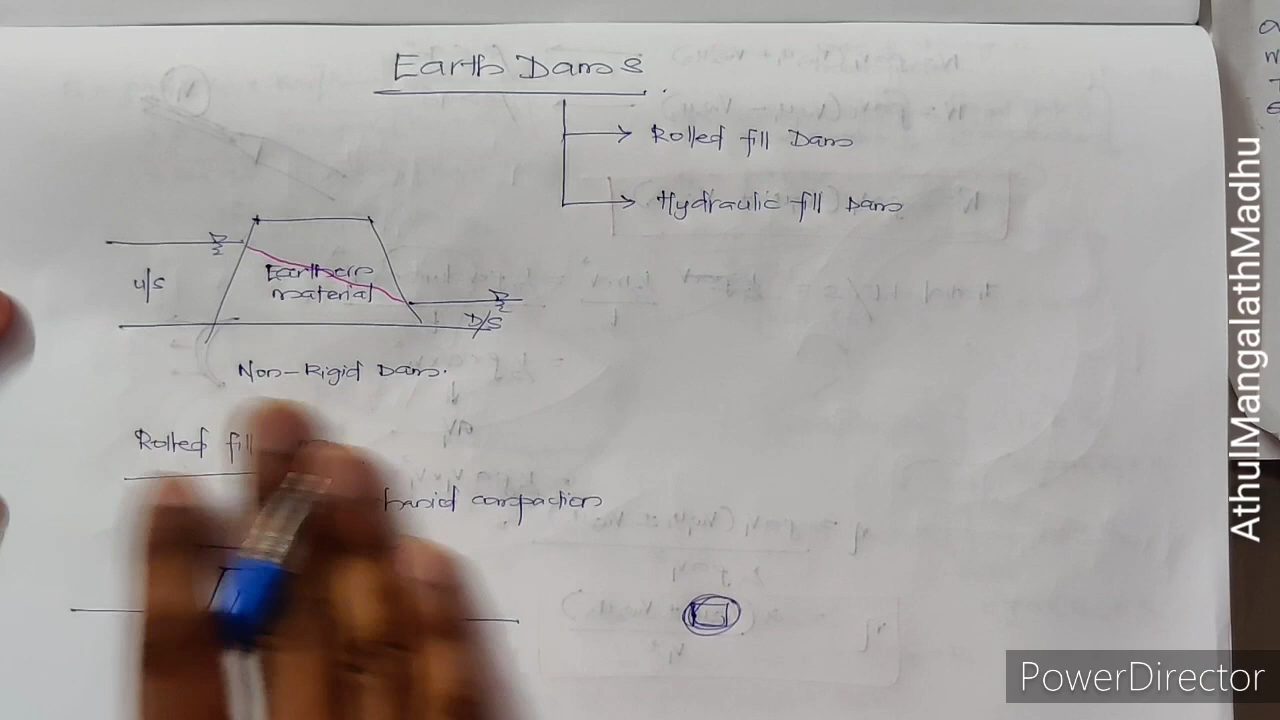 Earth Dams
Rolled fill Dam
Hydraulic fill Dam
u/s
Earthern
material
D/S
Non-Rigid Dam.
Rolled fill
compaction
AthulMangalathMadhu
PowerDirector